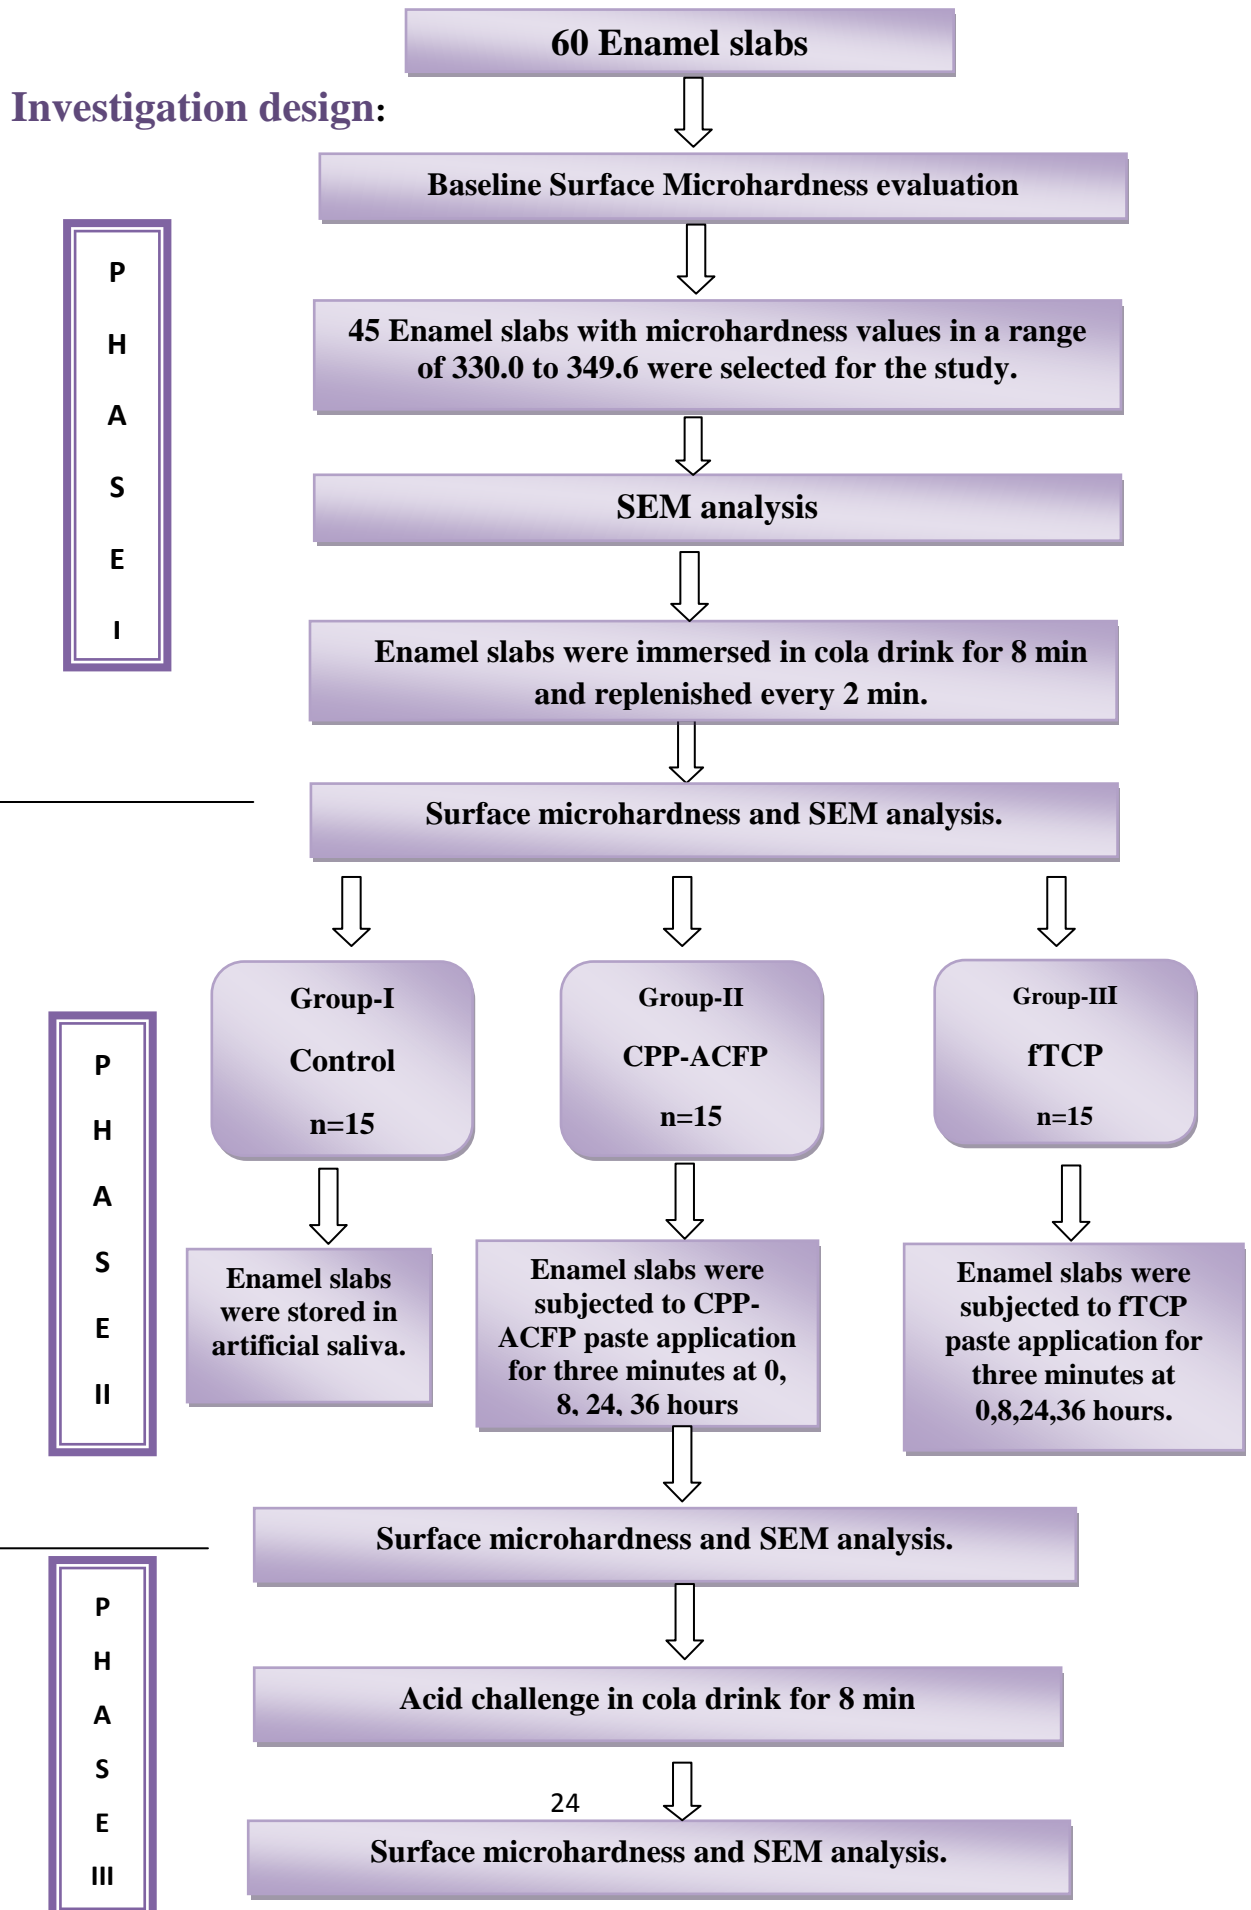 60 Enamel slabs
Investigation design:
Baseline Surface Microhardness evaluation
P
H
A
S
E
I
45 Enamel slabs with microhardness values in a range
of 330.0 to 349.6 were selected for the study.
SEM analysis
Enamel slabs were immersed in cola drink for 8 min
and replenished every 2 min.
Surface microhardness and SEM analysis.
P
H
A
S
E
II
Group-I
Control
n=15
Group-II
CPP-ACFP
n=15
Group-III
fTCP
n=15
Enamel slabs
were stored in
artificial saliva.
Enamel slabs were
subjected to CPP-
ACFP paste application
for three minutes at 0,
8, 24, 36 hours
Enamel slabs were
subjected to fTCP
paste application for
three minutes at
0,8,24,36 hours.
Surface microhardness and SEM analysis.
P
H
A
S
E
III
Acid challenge in cola drink for 8 min
24
Surface microhardness and SEM analysis.